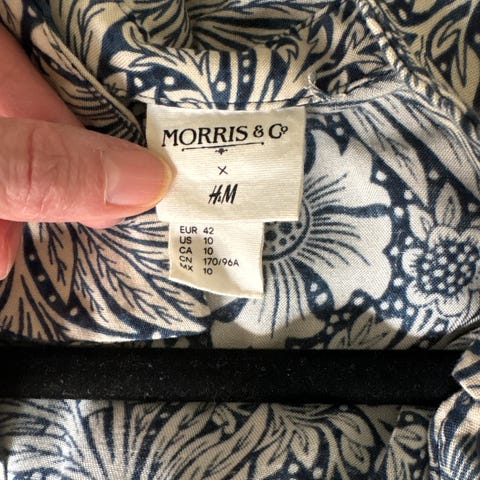 MORRIS & Co
x
H&M
EUR 42
US 10
CA 10
CN 170/96A
MX 10